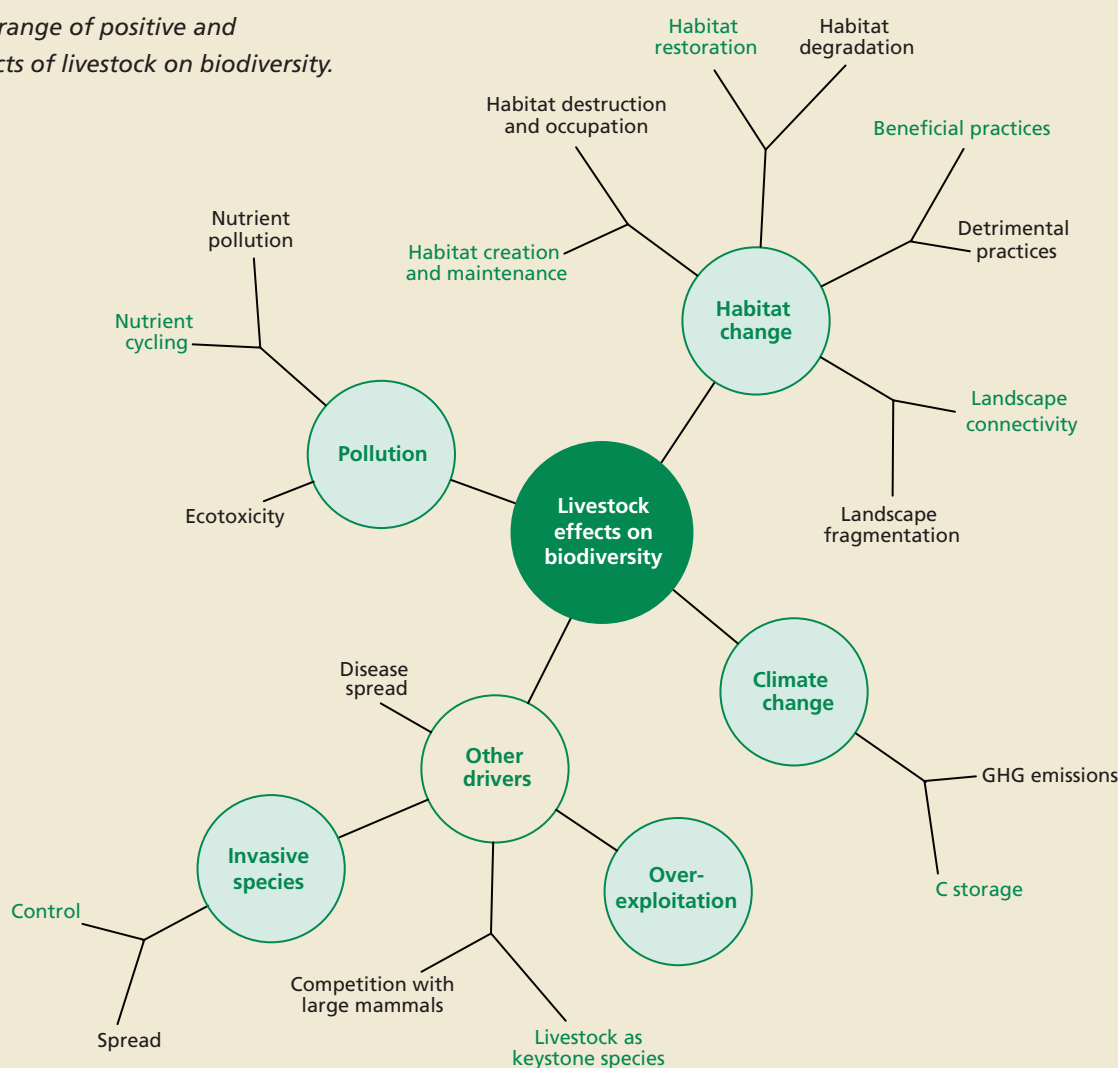 range of positive and
cts of livestock on biodiversity.
Habitat
restoration
Habitat
degradation
Habitat destruction
and occupation
Beneficial practices
Nutrient
pollution
Detrimental
practices
Habitat creation
and maintenance
Habitat
change
Nutrient
cycling
Landscape
connectivity
Pollution
Ecotoxicity
Livestock
effects on
biodiversity
Landscape
fragmentation
Disease
spread
Climate
change
Other
drivers
GHG emissions
Invasive
species
Over-
exploitation
C storage
Control
Competition with
large mammals
Spread
Livestock as
keystone species